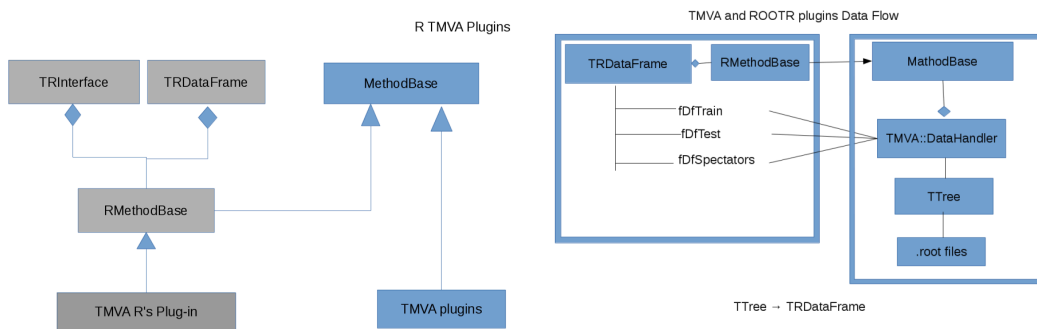 R TMVA Plugins
TRInterface
TRDataFrame
MethodBase
RMethodBase
TMVA R's Plug-in
TMVA plugins
TMVA and ROOTR plugins Data Flow
TRDataFrame
RMethodBase
MathodBase
fDfTrain
fDfTest
fDfSpectators
TMVA::DataHandler
TTree
.root files
TTree → TRDataFrame